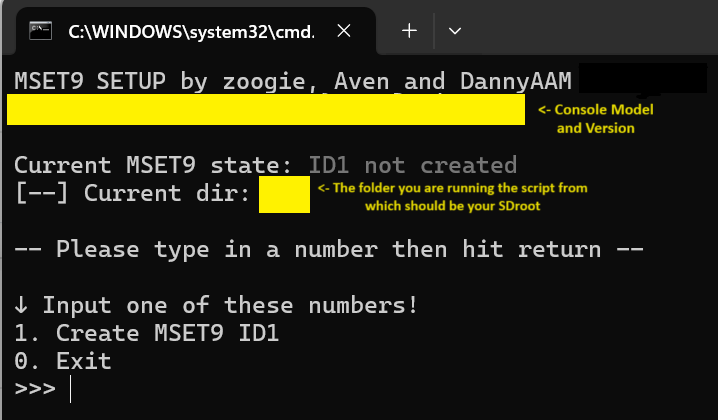 C:\WINDOWS\system32\cmd.
MSET9 SETUP by zoogie, Aven and DannyAAM
<- Console Model
and Version
Current MSET9 state: ID1 not created
[--] Current dir:
<- The folder you are running the script from
which should be your SDroot
-- Please type in a number then hit return --
↓ Input one of these numbers!
1. Create MSET9 ID1
0. Exit
>>>